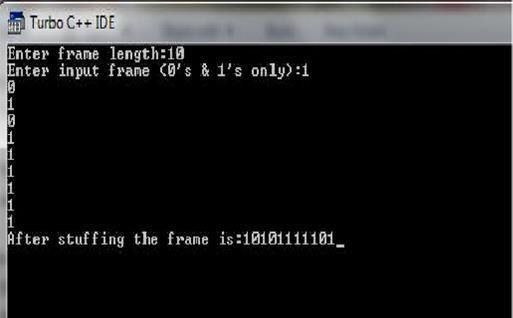 Turbo C++ IDE
Enter frame length:10
Enter input frame (0's & 1's only):1
0
1
0
1
1
1
1
1
1
After stuffing the frame is:10101111101_